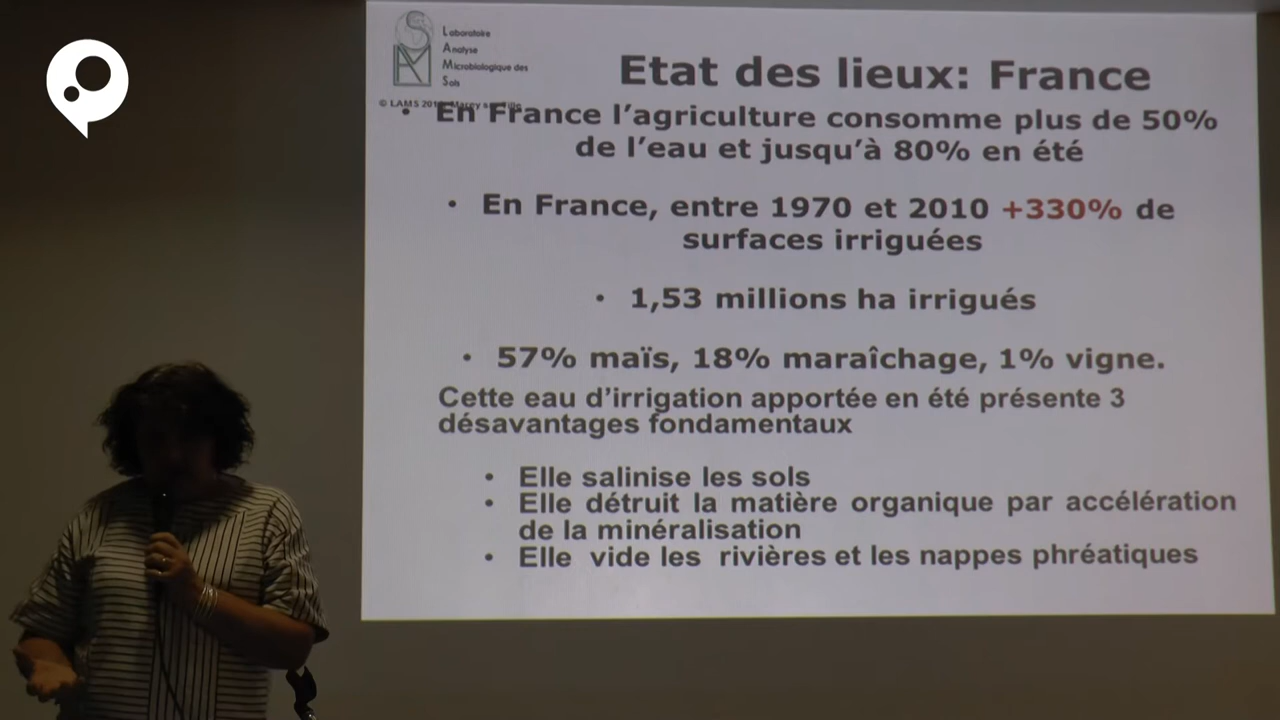 Laboratoire
Analyse
Microbiologique des
Sols
Etat des lieux: France
© LAMS
• En France l’agriculture consomme plus de 50%
de l’eau et jusqu’à 80% en été
• En France, entre 1970 et 2010 +330% de
surfaces irriguées
• 1,53 millions ha irrigués
• 57% maïs, 18% maraîchage, 1% vigne.
Cette eau d’irrigation apportée en été présente 3
désavantages fondamentaux
• Elle salinise les sols
• Elle détruit la matière organique par accélération
de la minéralisation
• Elle vide les rivières et les nappes phréatiques